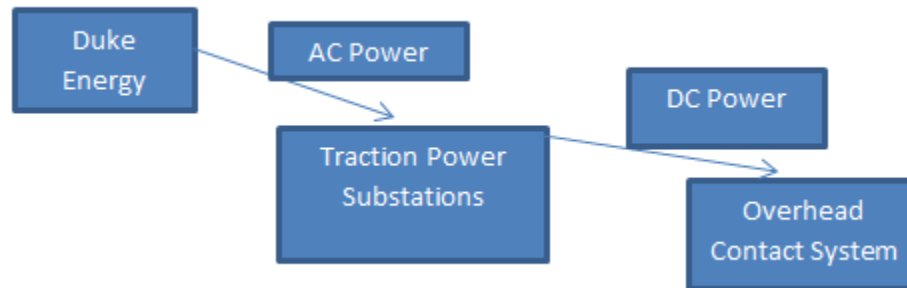 Duke
Energy
AC Power
Traction Power
Substations
DC Power
Overhead
Contact System